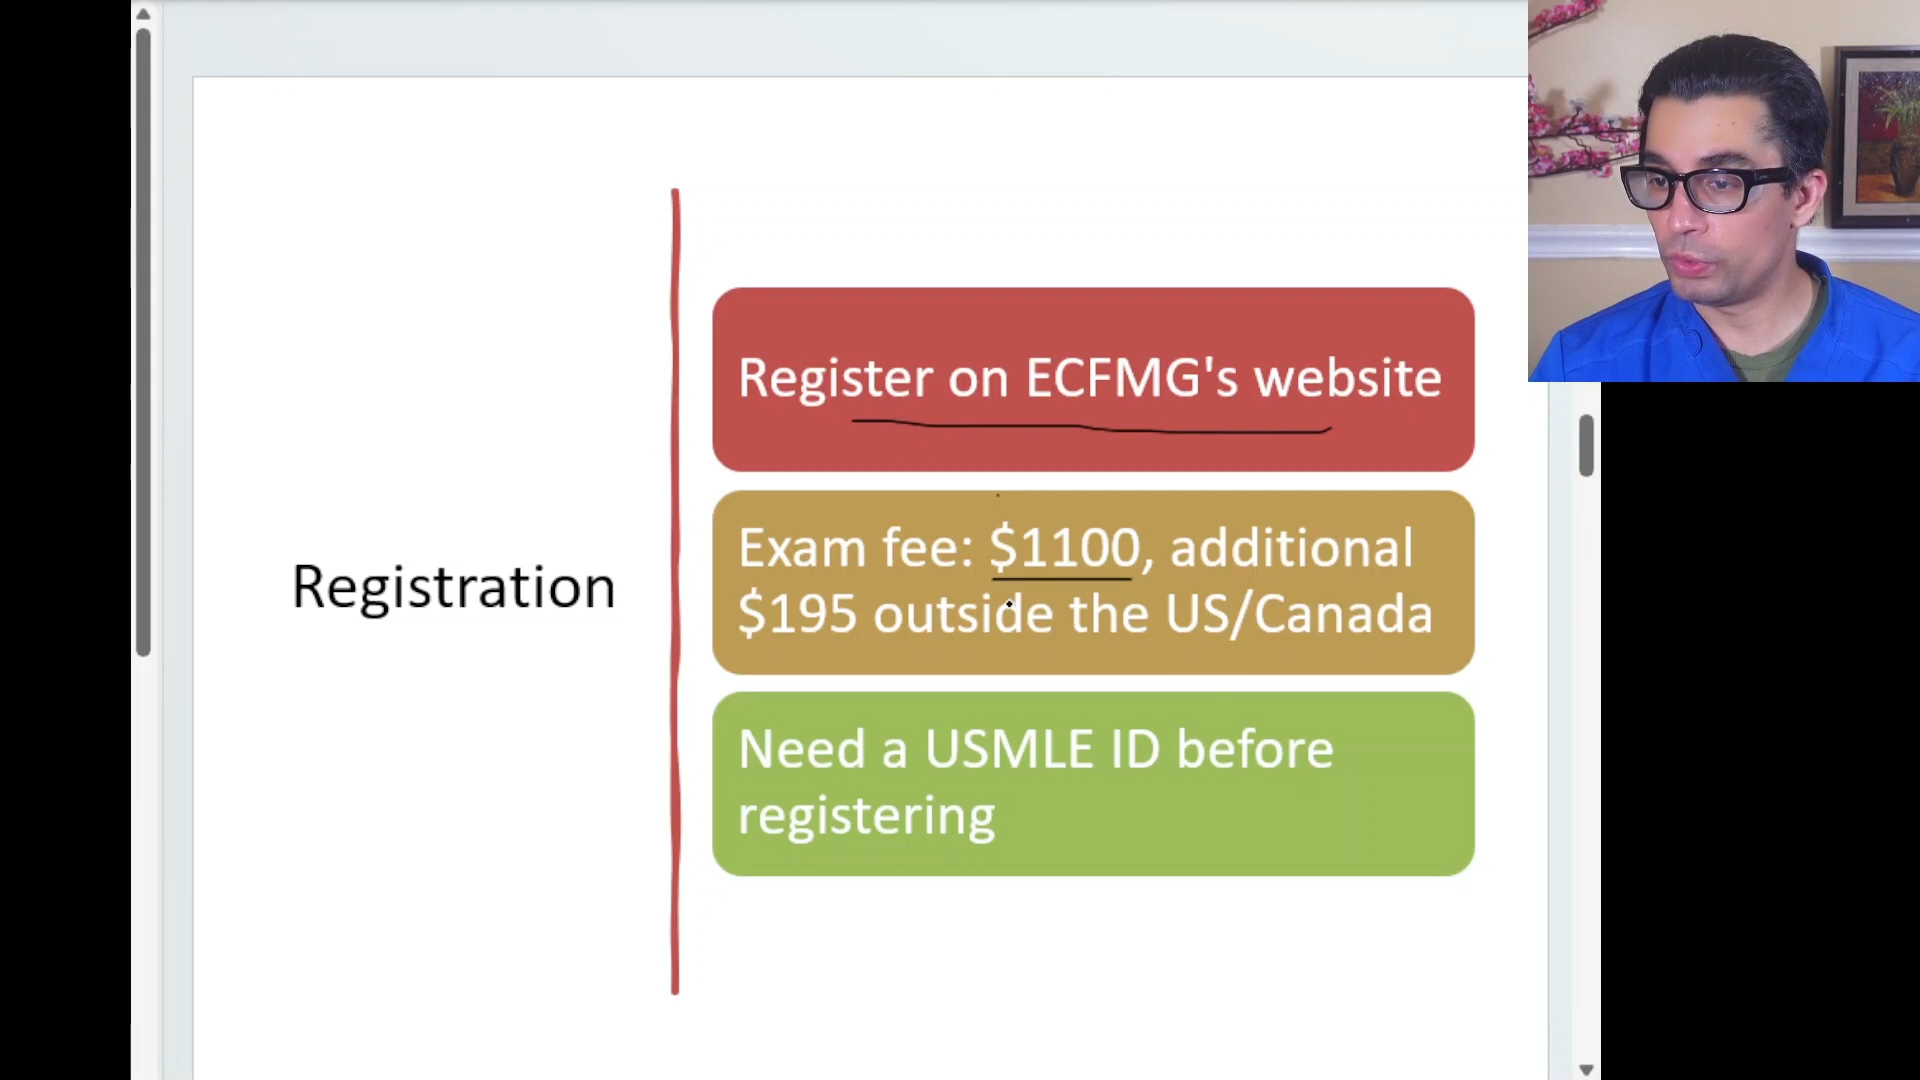 Registration
Register on ECFMG's website
Exam fee: $1100, additional
$195 outside the US/Canada
Need a USMLE ID before
registering